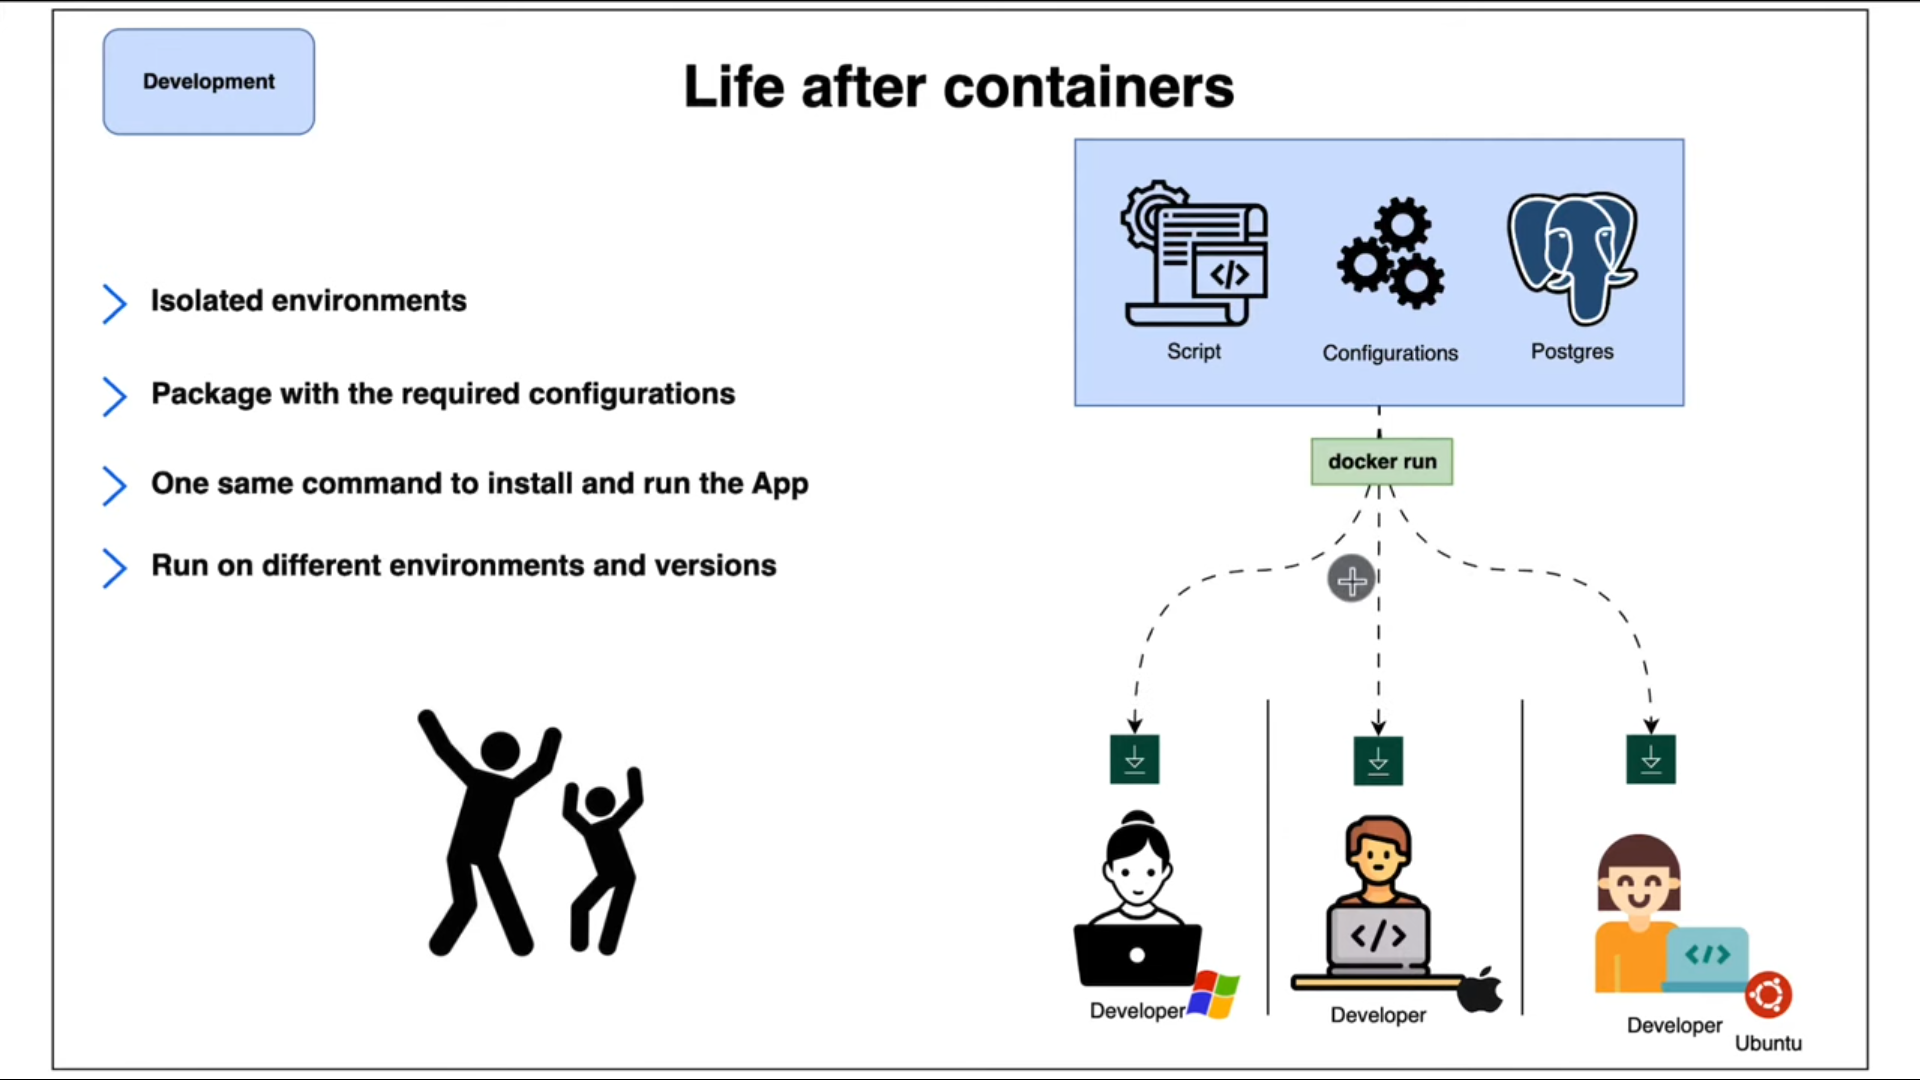 Development
Life after containers
Isolated environments
Package with the required configurations
One same command to install and run the App
Run on different environments and versions
</>
Script
Configurations
Postgres
docker run
</>
</>
Developer
Developer
Developer
Ubuntu